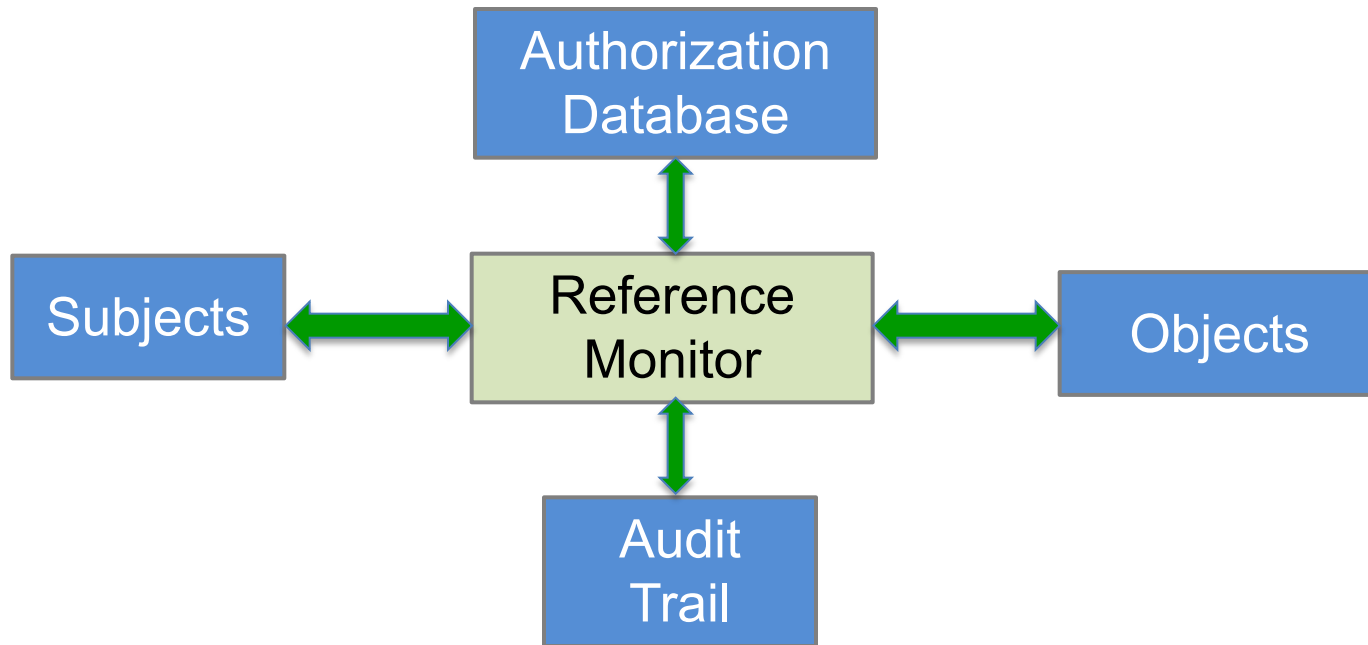 Authorization
Database
Subjects
Reference
Monitor
Objects
Audit
Trail